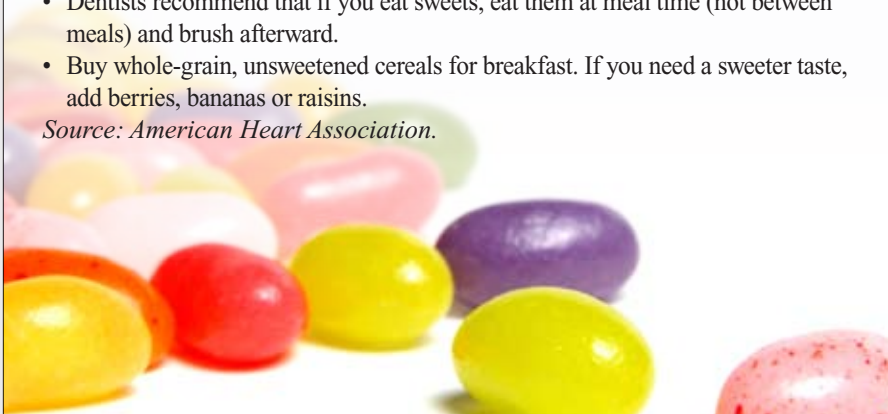 • Dentists recommend that if you eat sweets, eat them at meal time (not between
meals) and brush afterward.
• Buy whole-grain, unsweetened cereals for breakfast. If you need a sweeter taste,
add berries, bananas or raisins.
Source: American Heart Association.